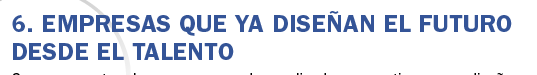 6. EMPRESAS QUE YA DISEÑAN EL FUTURO
DESDE EL TALENTO